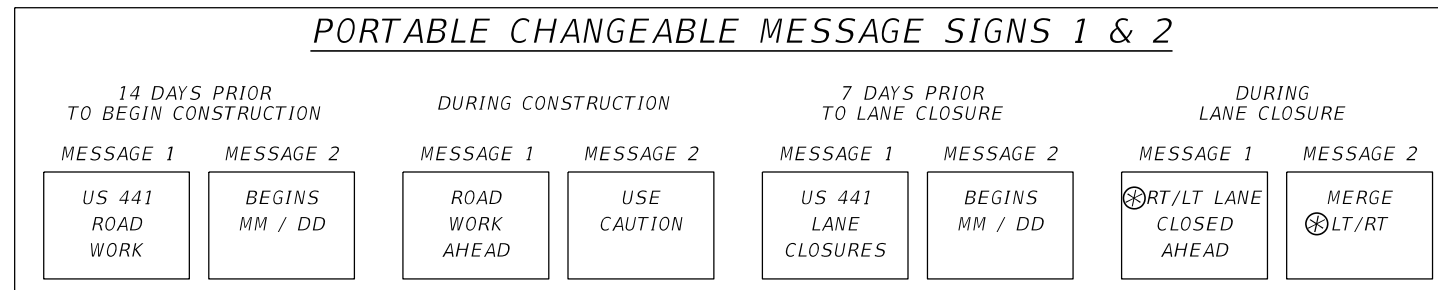 PORTABLE CHANGEABLE MESSAGE SIGNS 1 & 2
14 DAYS PRIOR
TO BEGIN CONSTRUCTION
MESSAGE 1
US 441
ROAD
WORK
MESSAGE 2
BEGINS
MM / DD
DURING CONSTRUCTION
MESSAGE 1
ROAD
WORK
AHEAD
MESSAGE 2
USE
CAUTION
7 DAYS PRIOR
TO LANE CLOSURE
MESSAGE 1
US 441
LANE
CLOSURES
MESSAGE 2
BEGINS
MM / DD
DURING
LANE CLOSURE
MESSAGE 1
⊛RT/LT LANE
CLOSED
AHEAD
MESSAGE 2
MERGE
⊛LT/RT